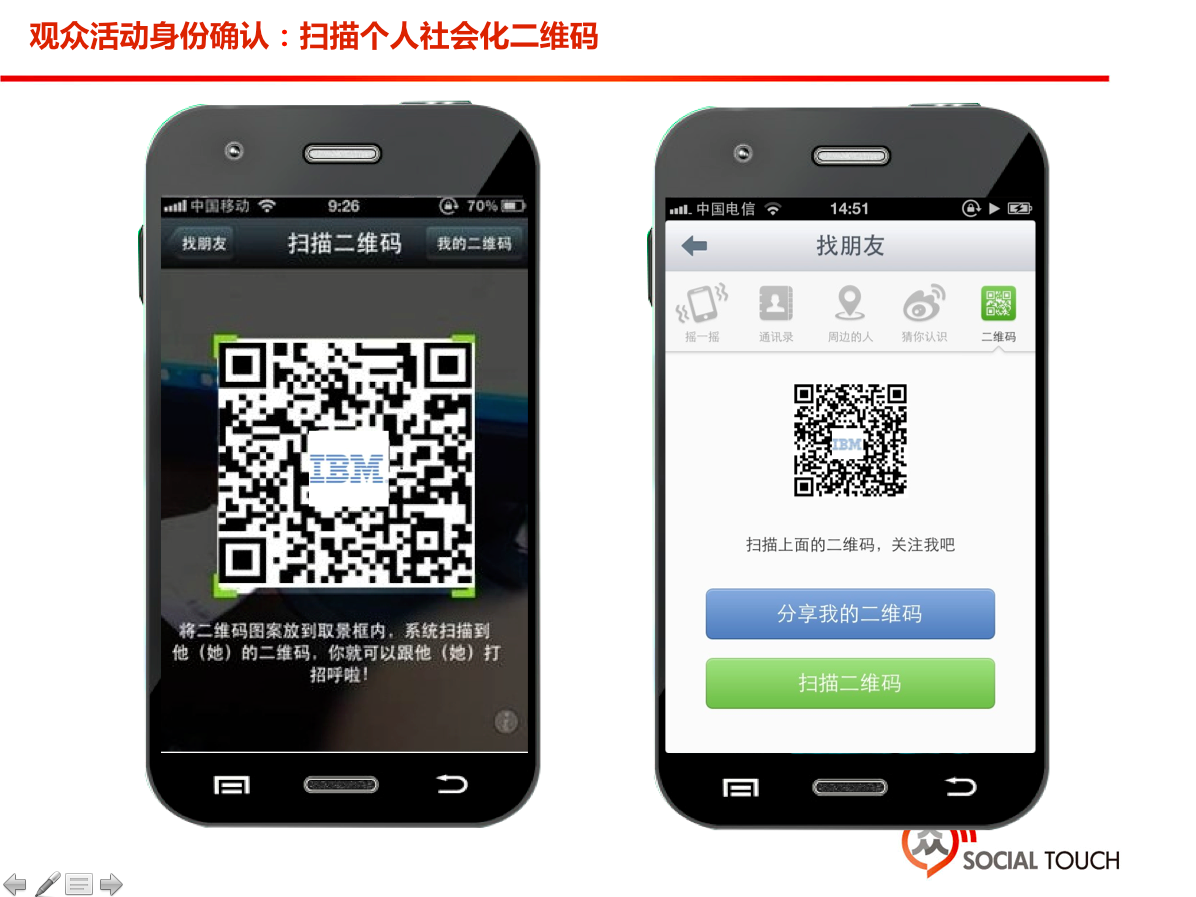 观众活动身份确认：扫描个人社会化二维码
中国移动 9:26 70%
找朋友 扫描二维码 我的二维码
IBM
将二维码图案放到取景框内，系统扫描到
他（她）的二维码，你就可以跟他（她）打
招呼啦！
中国电信 14:51
找朋友
摇一摇 通讯录 周边的人 猜你认识 二维码
IBM
扫描上面的二维码，关注我吧
分享我的二维码
扫描二维码
众
SOCIAL TOUCH